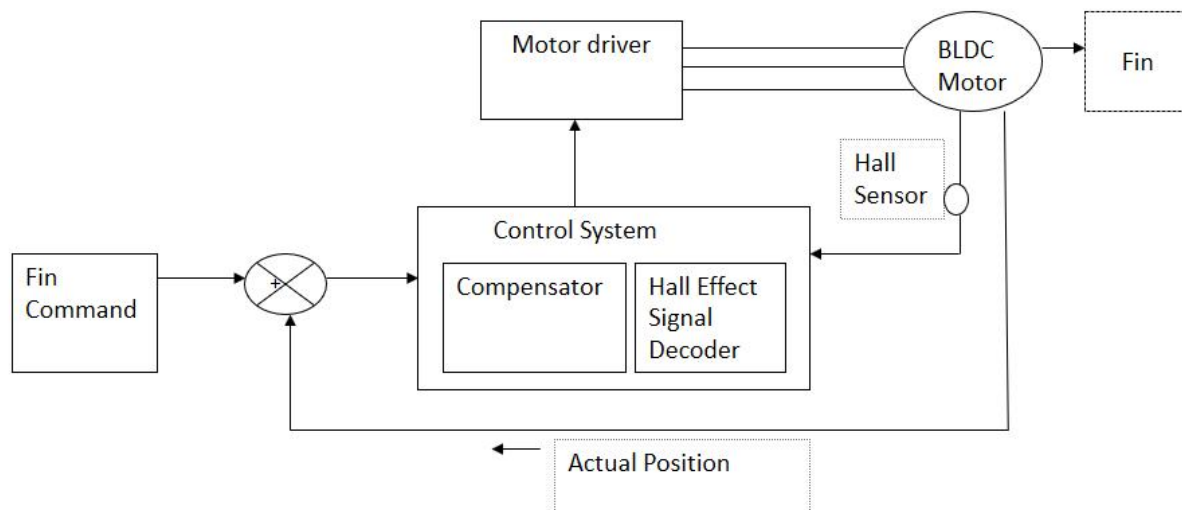 Motor driver
BLDC
Motor
Fin
Hall
Sensor
Control System
Fin
Command
+
Compensator
Hall Effect
Signal
Decoder
Actual Position